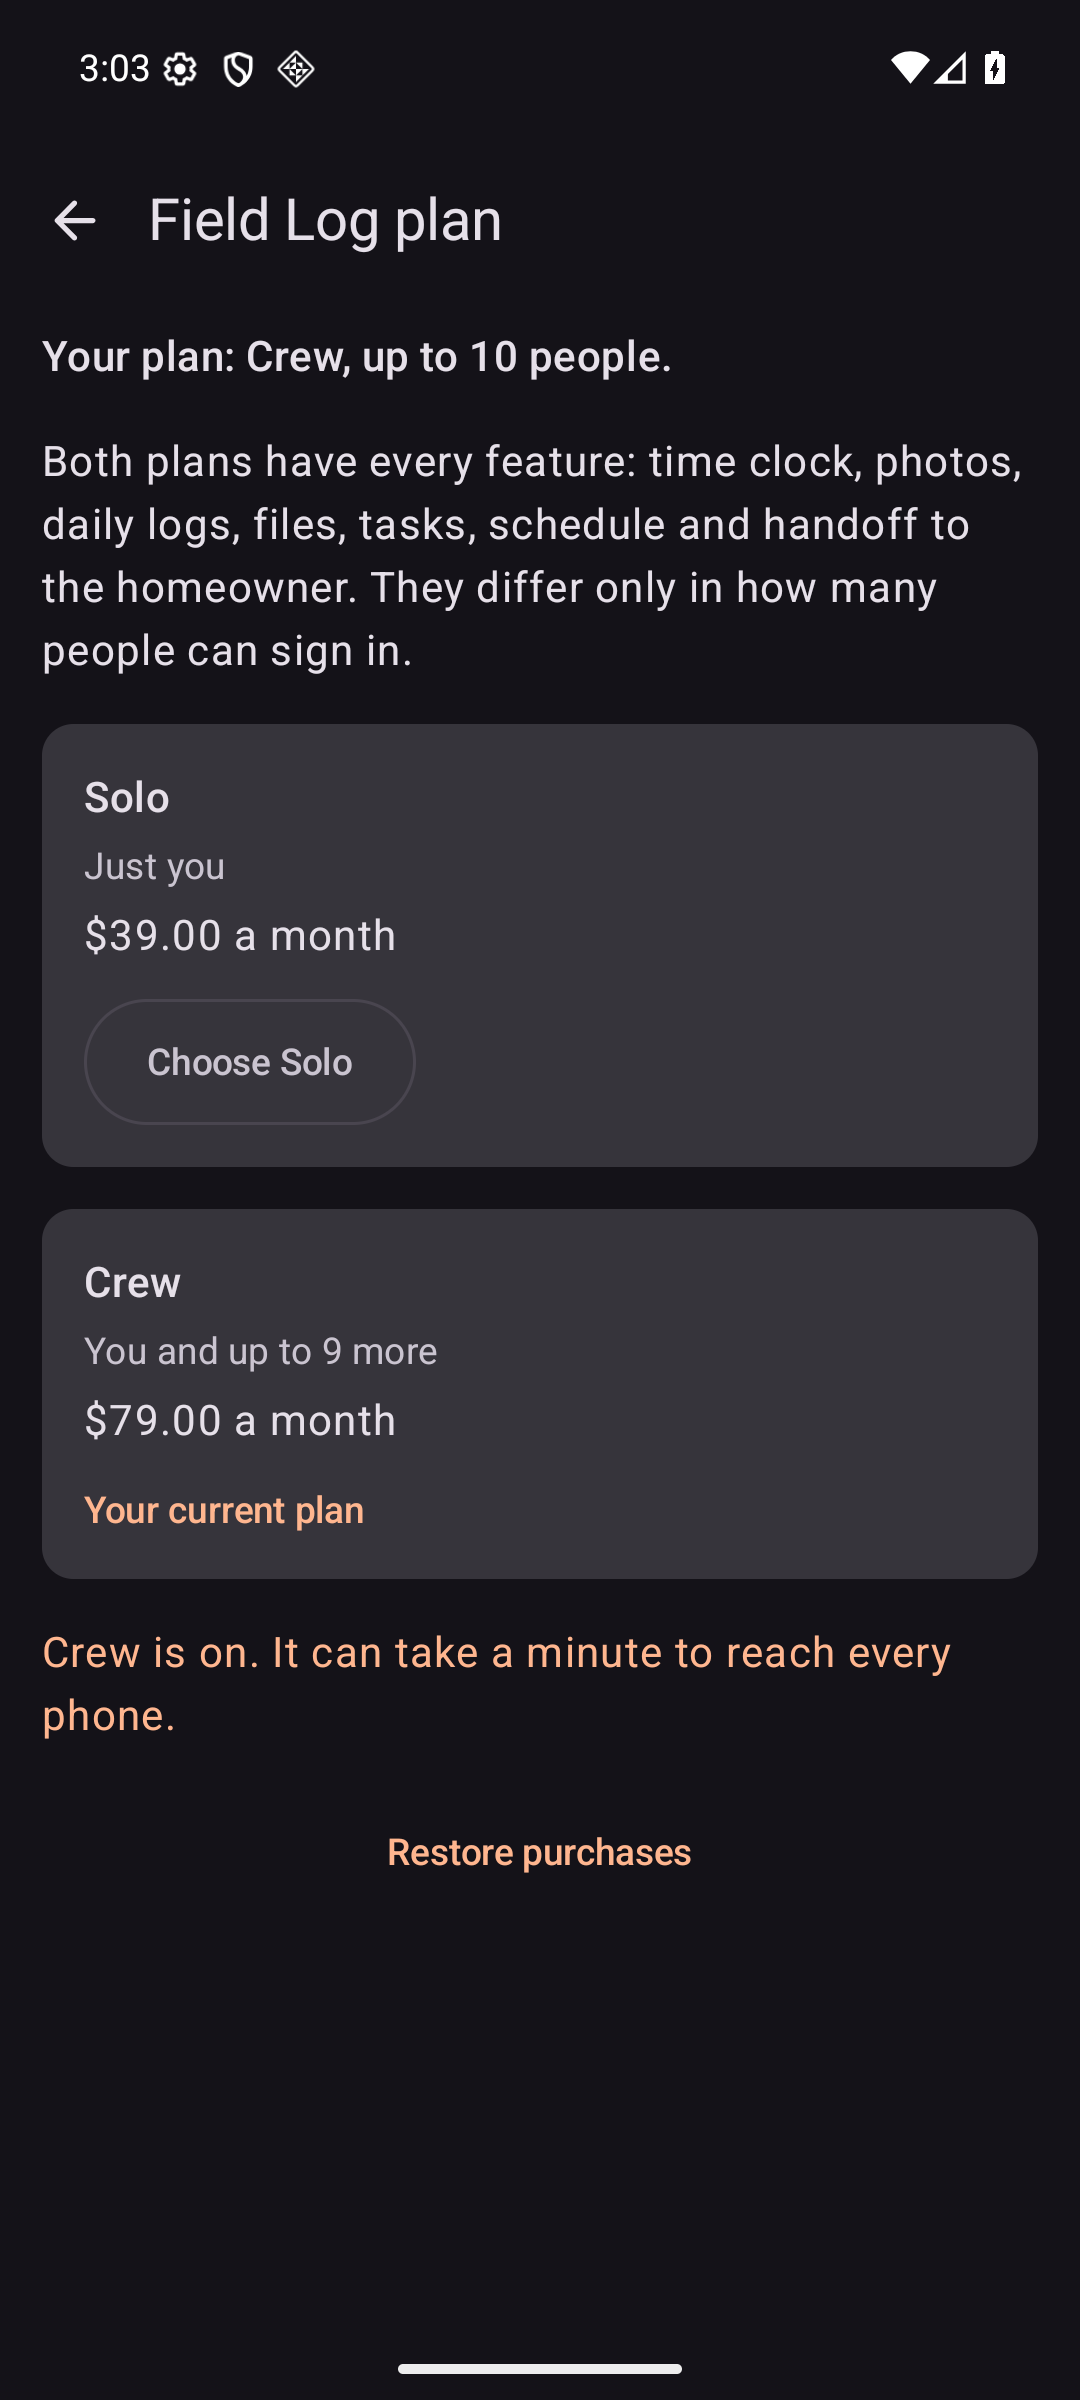 3:03
Field Log plan
Your plan: Crew, up to 10 people.
Both plans have every feature: time clock, photos,
daily logs, files, tasks, schedule and handoff to
the homeowner. They differ only in how many
people can sign in.
Solo
Just you
$39.00 a month
Choose Solo
Crew
You and up to 9 more
$79.00 a month
Your current plan
Crew is on. It can take a minute to reach every
phone.
Restore purchases